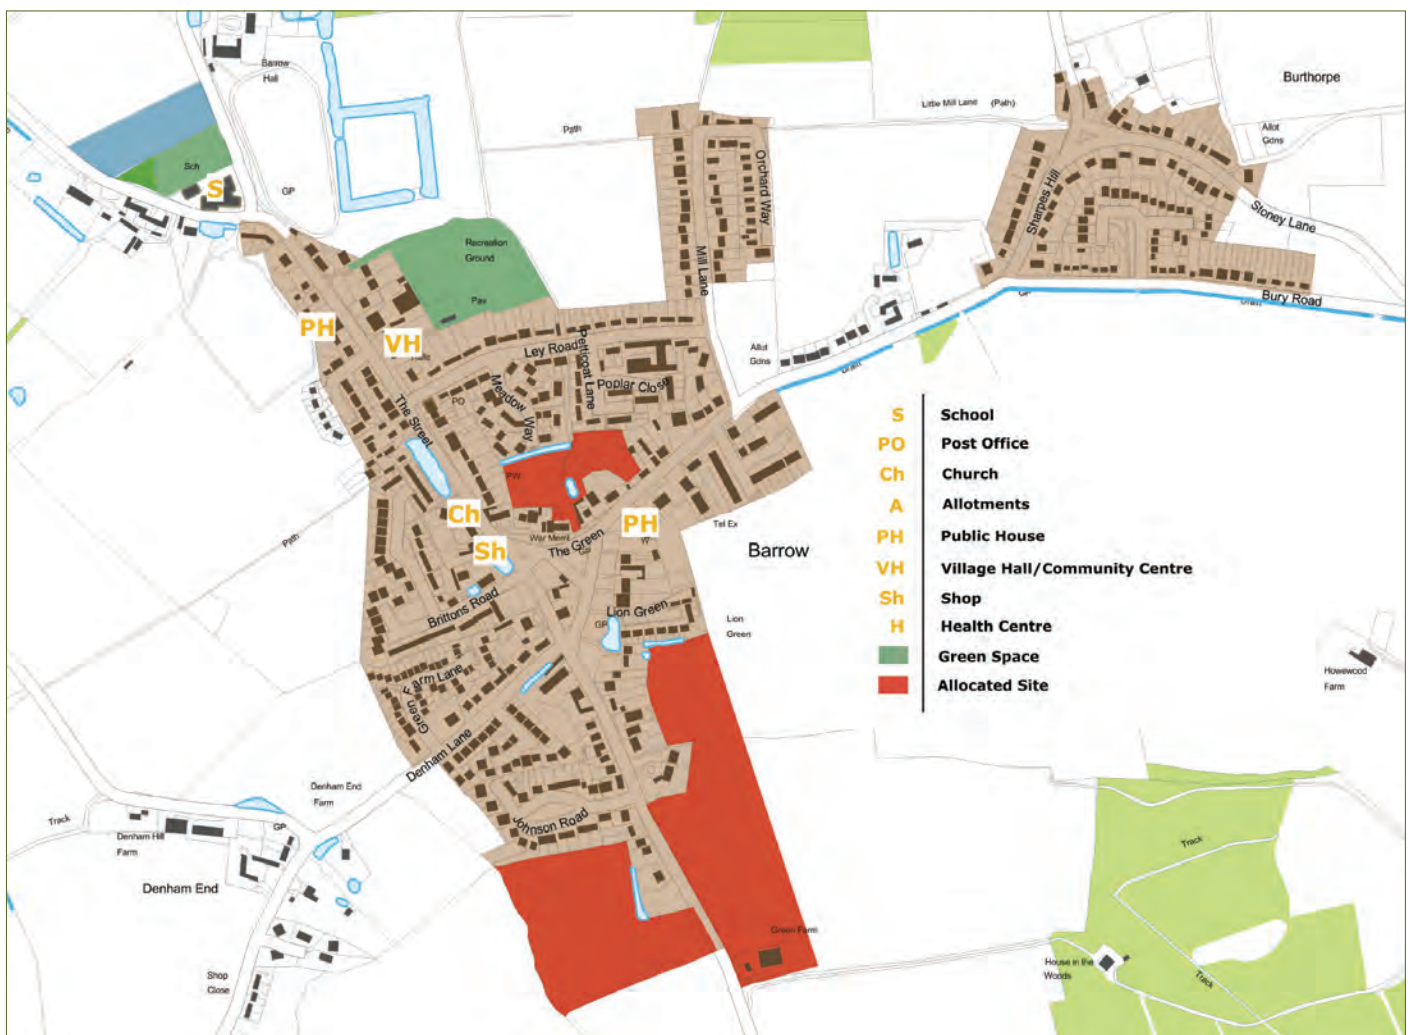 Barrow
Hall
Burthorpe
Little Mill Lane (Path)
Path
Allot
Gdns
Sch
S
GP
Orchard Way
Sharpes Hill
Stoney Lane
Recreation
Ground
Mill Lane
Pav
GP
Bury Road
Drain
PH
VH
Ley Road
Petticoat Lane
Allot
Gdns
Drain
Meadow
Way
Poplar Close
PO
The Street
S School
PO Post Office
Ch Church
A Allotments
PH Public House
VH Village Hall/Community Centre
Sh Shop
H Health Centre
Green Space
Allocated Site
PW
Ch
PH
Tel Ex
Path
War Meml
The Green
Sh
Barrow
Brittons Road
Lion Green
GP
Lion
Green
Green Farm Lane
Howewood
Farm
Denham Lane
Denham End
Farm
Johnson Road
Track
GP
Denham Hill
Farm
Track
Denham End
Green Farm
House in the
Woods
Shop
Close
Track